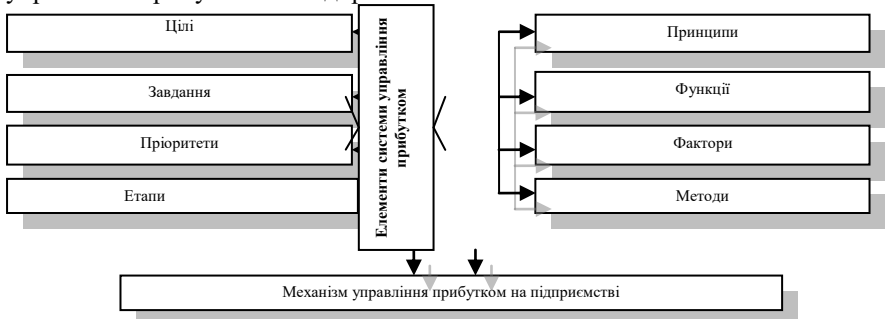 Цілі
Завдання
Пріоритети
Етапи
Елементи системи управління
прибутком
Принципи
Функції
Фактори
Методи
Механізм управління прибутком на підприємстві